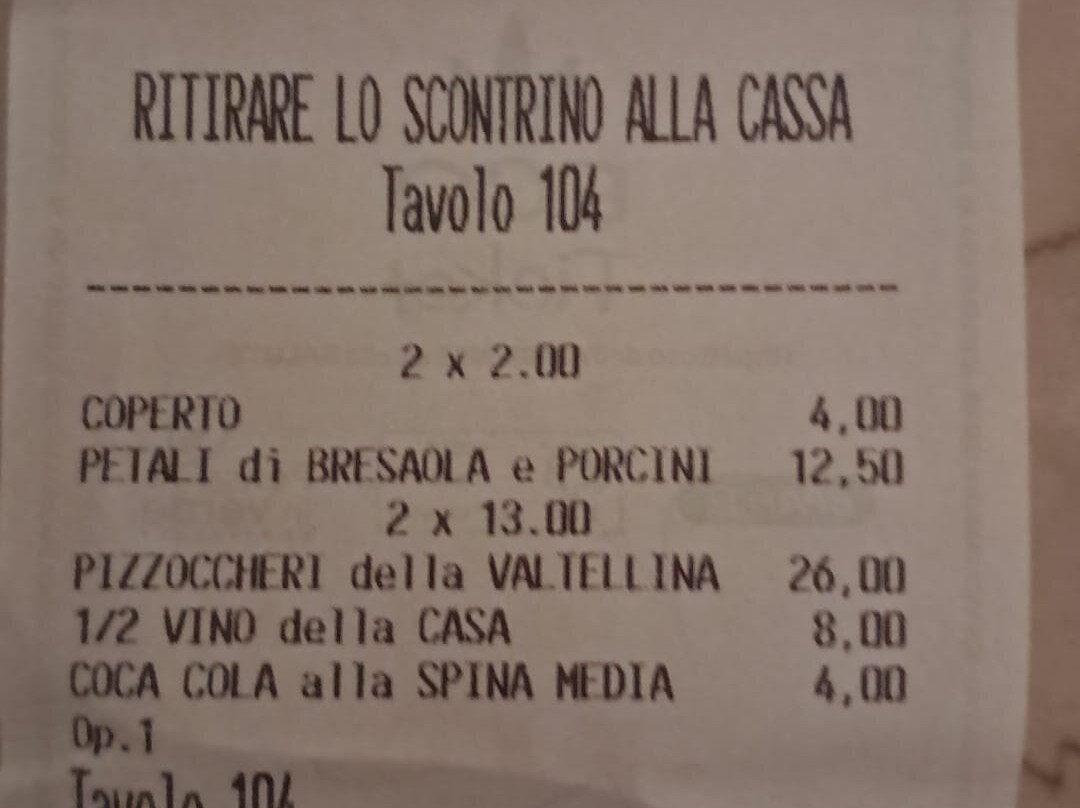 RITIRARE LO SCONTRINO ALLA CASSA
Tavolo 104
2 x 2.00
COPERTO 4,00
PETALI di BRESAOLA e PORCINI 12,50
2 x 13.00
PIZZOCCHERI della VALTELLINA 26,00
1/2 VINO della CASA 8,00
COCA COLA alla SPINA MEDIA 4,00
Op.1
Tavolo 104